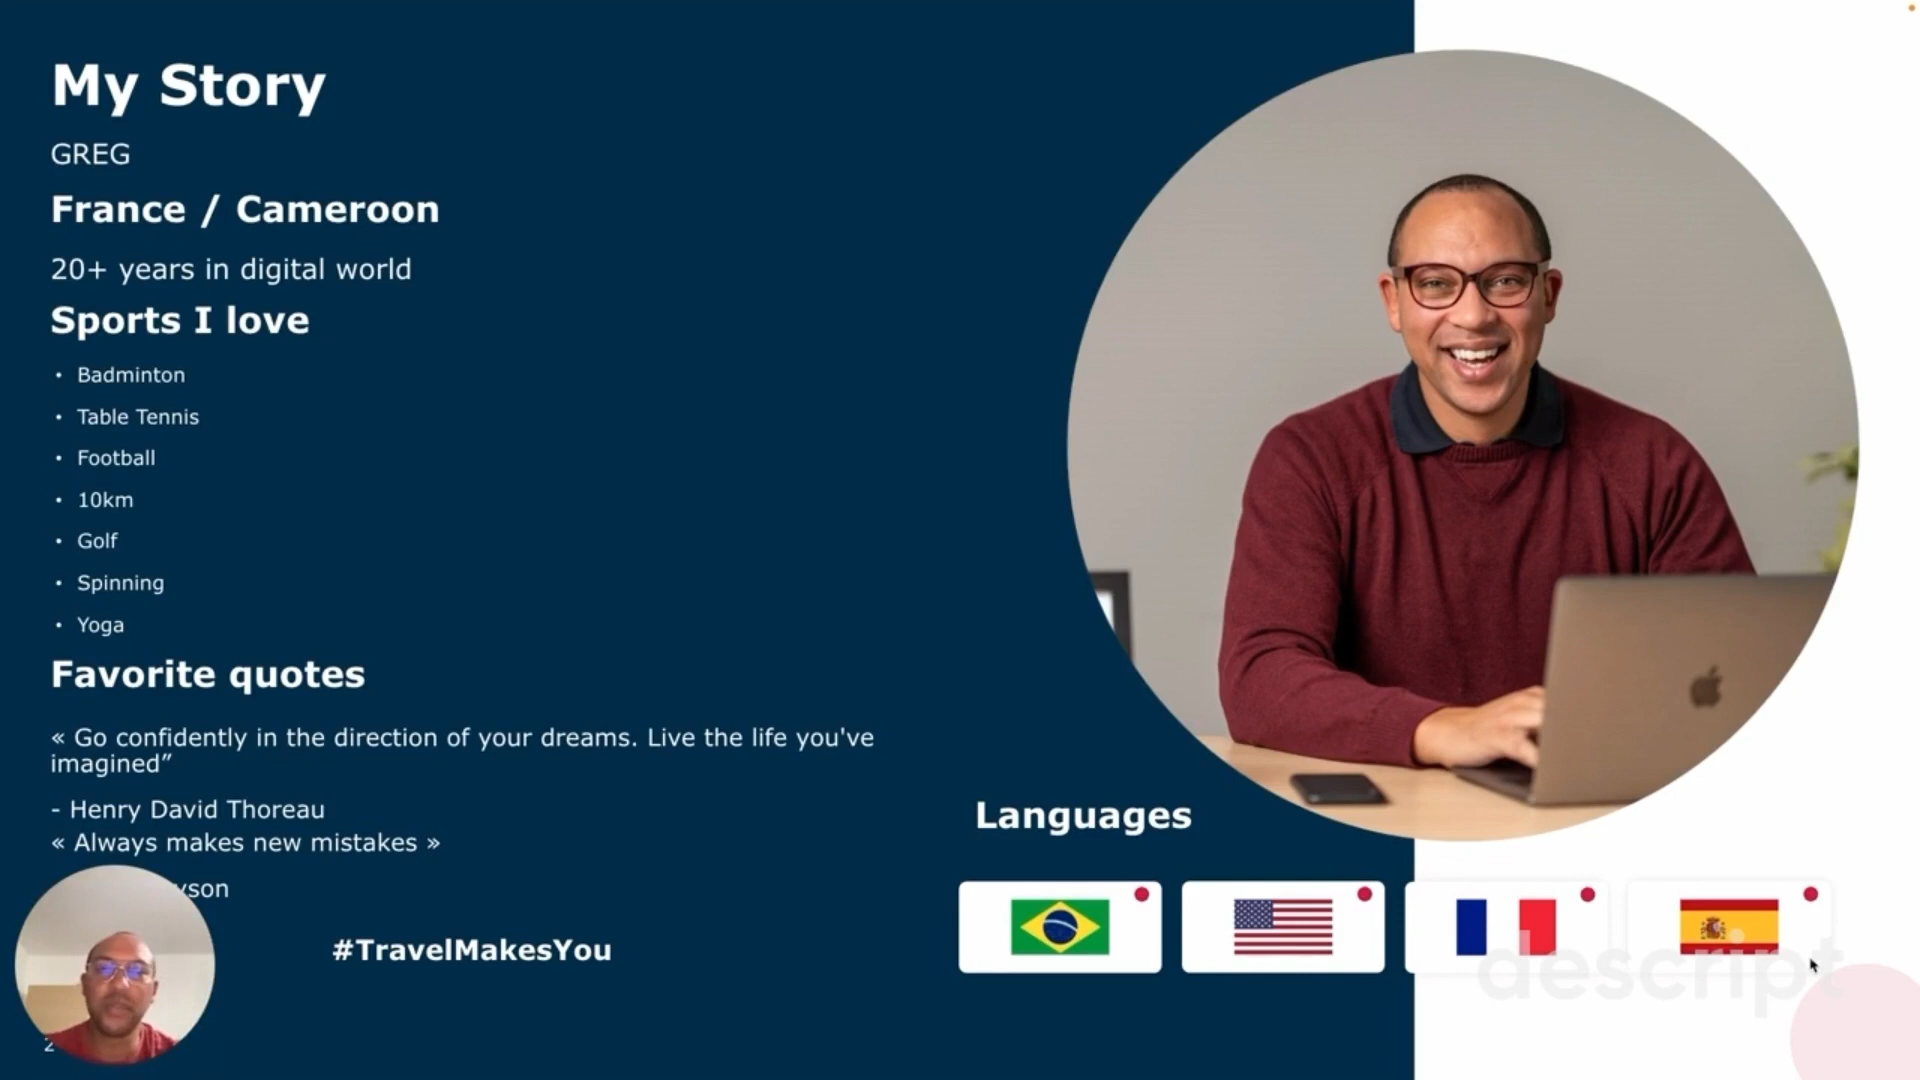 My Story
GREG
France / Cameroon
20+ years in digital world
Sports I love
• Badminton
• Table Tennis
• Football
• 10km
• Golf
• Spinning
• Yoga
Favorite quotes
« Go confidently in the direction of your dreams. Live the life you've
imagined”
- Henry David Thoreau
« Always makes new mistakes »
Languages
#TravelMakesYou
descript
2